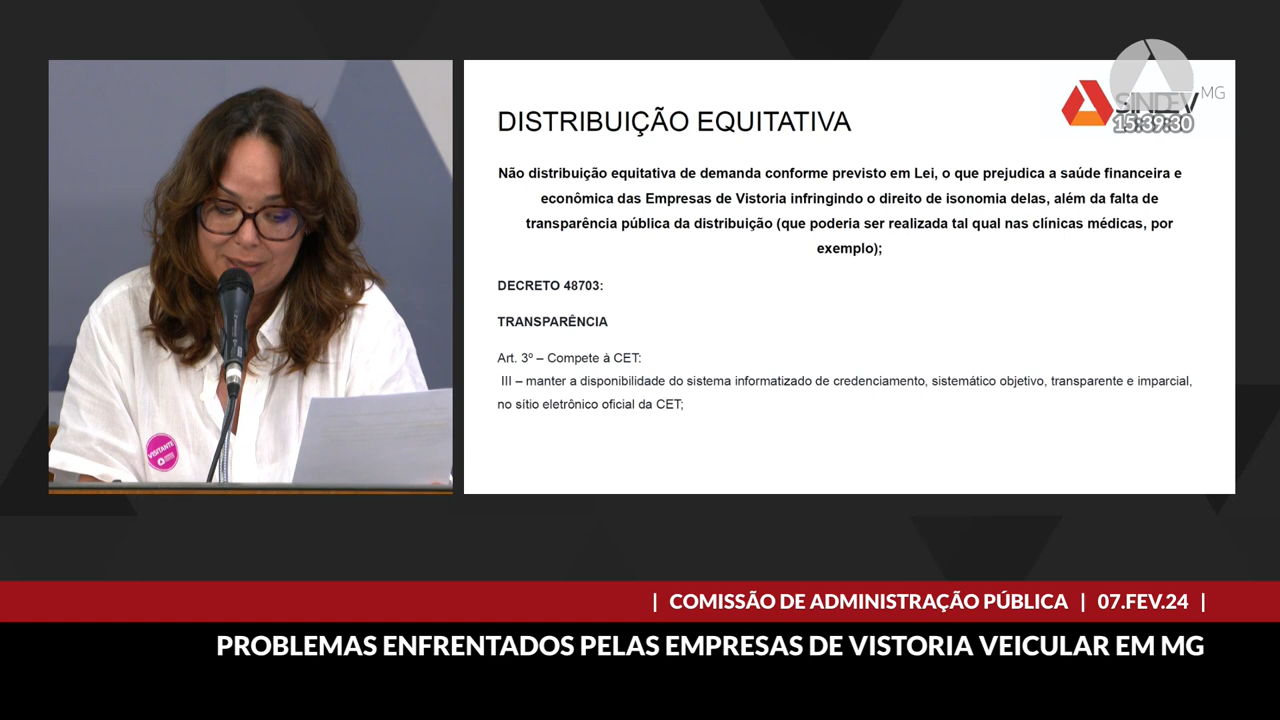 SINDEV MG
15:39:30
DISTRIBUIÇÃO EQUITATIVA
Não distribuição equitativa de demanda conforme previsto em Lei, o que prejudica a saúde financeira e
econômica das Empresas de Vistoria infringindo o direito de isonomia delas, além da falta de
transparência pública da distribuição (que poderia ser realizada tal qual nas clínicas médicas, por
exemplo);
DECRETO 48703:
TRANSPARÊNCIA
Art. 3º – Compete à CET:
III – manter a disponibilidade do sistema informatizado de credenciamento, sistemático objetivo, transparente e imparcial,
no sítio eletrônico oficial da CET;
VISITANTE
| COMISSÃO DE ADMINISTRAÇÃO PÚBLICA | 07.FEV.24 |
PROBLEMAS ENFRENTADOS PELAS EMPRESAS DE VISTORIA VEICULAR EM MG